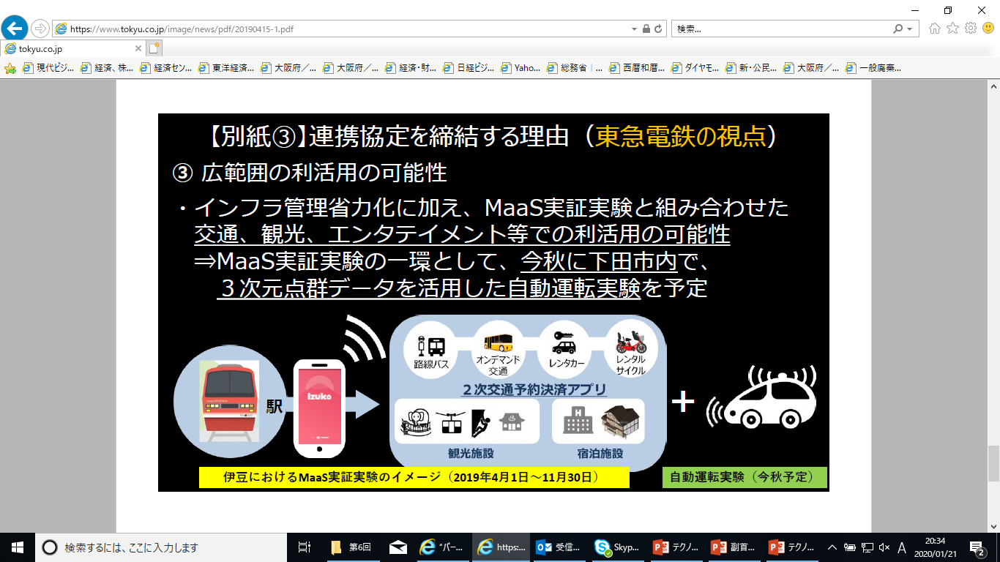 https://www.tokyu.co.jp/image/news/pdf/20190415-1.pdf
検索...
tokyu.co.jp
現代ビジ...
経済、株...
経済セン...
東洋経済...
大阪府／...
大阪府／...
経済・財...
日経ビジ...
Yaho...
総務省｜...
西暦和暦...
ダイヤモ...
新・公民...
大阪府／...
一般廃棄...
【別紙③】連携協定を締結する理由（東急電鉄の視点）
③ 広範囲の利活用の可能性
・インフラ管理省力化に加え、MaaS実証実験と組み合わせた
交通、観光、エンタテイメント等での利活用の可能性
⇒MaaS実証実験の一環として、今秋に下田市内で、
３次元点群データを活用した自動運転実験を予定
路線バス
オンデマンド
交通
レンタカー
レンタル
サイクル
２次交通予約決済アプリ
駅
Izuko
観光施設
宿泊施設
伊豆におけるMaaS実証実験のイメージ（2019年4月1日～11月30日）
自動運転実験（今秋予定）
検索するには、ここに入力します
第6回
"バー...
https:...
受信...
Skyp...
テクノ...
副首...
テクノ...
A
20:34
2020/01/21
2